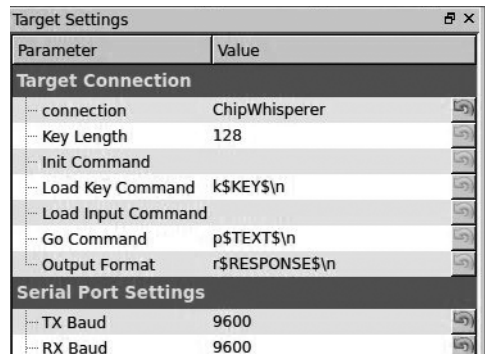 Target Settings
Parameter Value
Target Connection
connection ChipWhisperer
Key Length 128
Init Command
Load Key Command k$KEY$\n
Load Input Command
Go Command p$TEXT$\n
Output Format r$RESPONSE$\n
Serial Port Settings
TX Baud 9600
RX Baud 9600